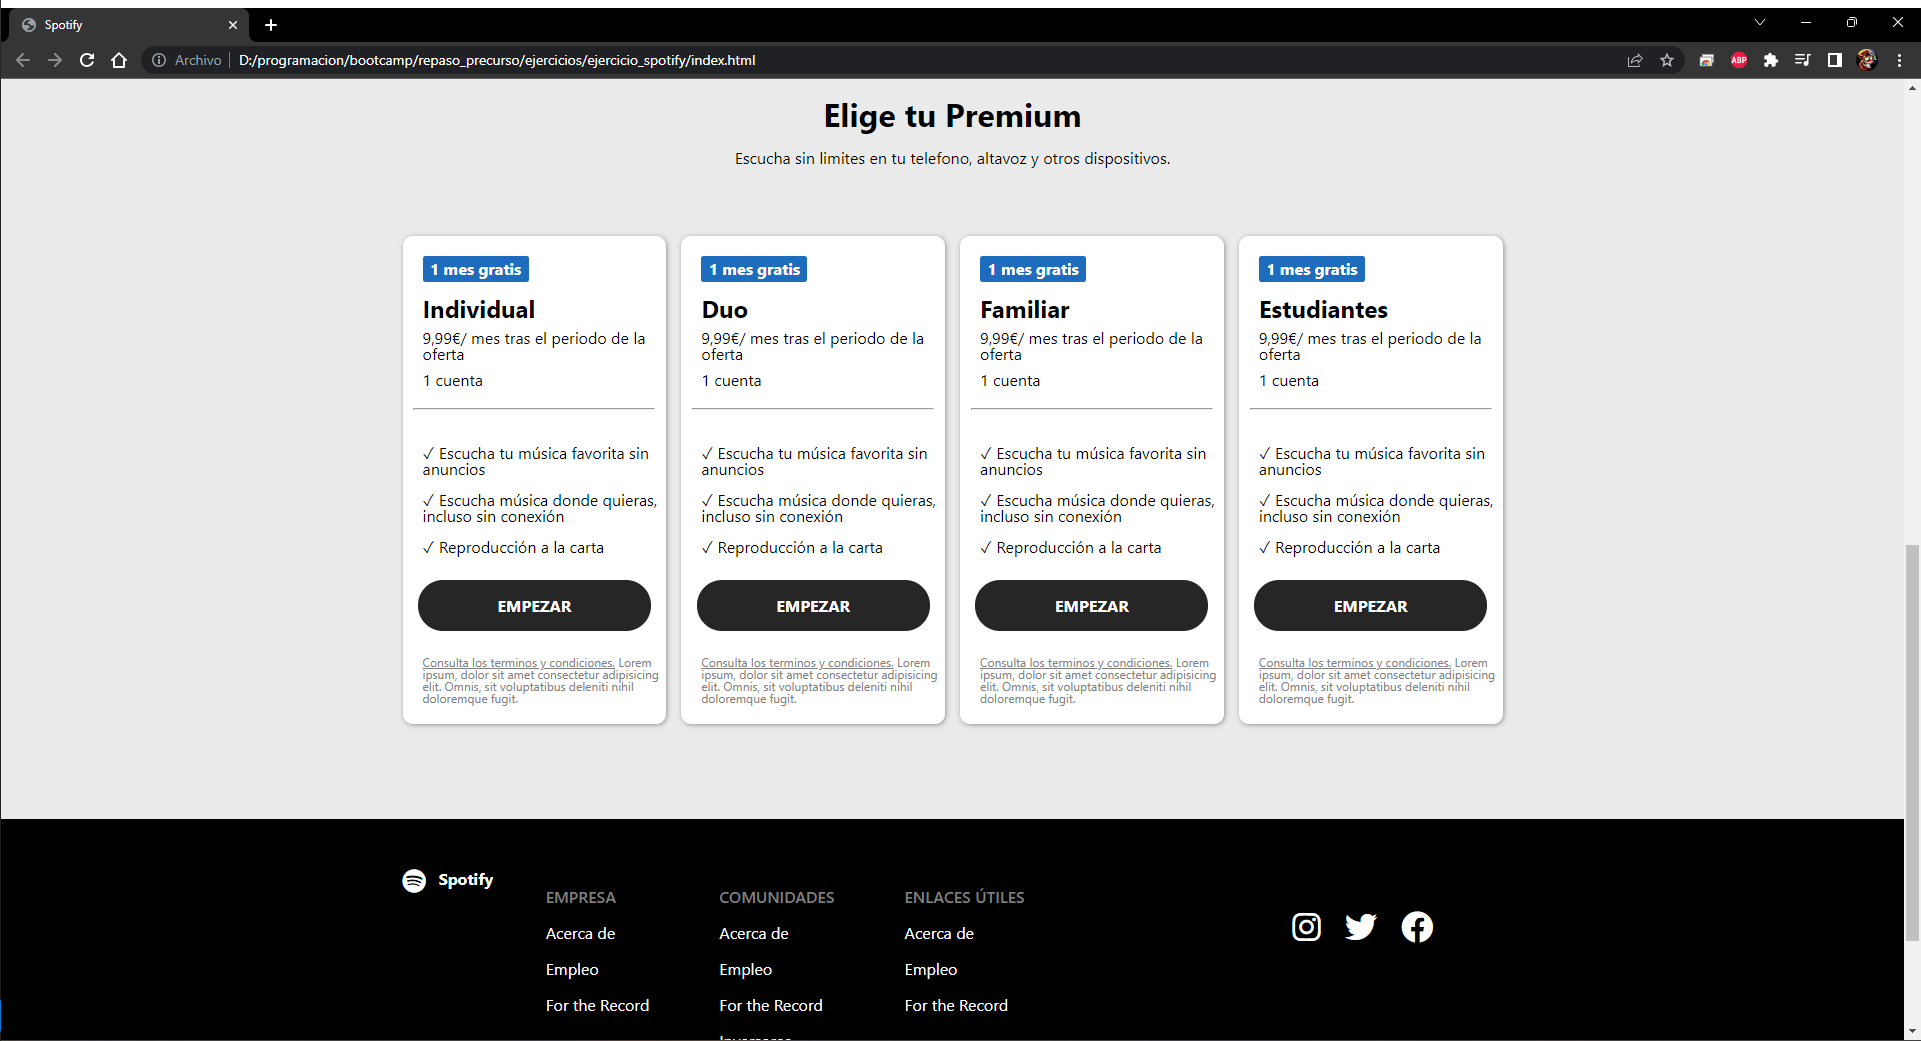 Spotify
Archivo
D:/programacion/bootcamp/repaso_precurso/ejercicios/ejercicio_spotify/index.html
ABP
Elige tu Premium
Escucha sin limites en tu telefono, altavoz y otros dispositivos.
1 mes gratis
Individual
9,99€/ mes tras el periodo de la
oferta
1 cuenta
✓ Escucha tu música favorita sin
anuncios
✓ Escucha música donde quieras,
incluso sin conexión
✓ Reproducción a la carta
EMPEZAR
Consulta los terminos y condiciones. Lorem
ipsum, dolor sit amet consectetur adipisicing
elit. Omnis, sit voluptatibus deleniti nihil
doloremque fugit.
1 mes gratis
Duo
9,99€/ mes tras el periodo de la
oferta
1 cuenta
✓ Escucha tu música favorita sin
anuncios
✓ Escucha música donde quieras,
incluso sin conexión
✓ Reproducción a la carta
EMPEZAR
Consulta los terminos y condiciones. Lorem
ipsum, dolor sit amet consectetur adipisicing
elit. Omnis, sit voluptatibus deleniti nihil
doloremque fugit.
1 mes gratis
Familiar
9,99€/ mes tras el periodo de la
oferta
1 cuenta
✓ Escucha tu música favorita sin
anuncios
✓ Escucha música donde quieras,
incluso sin conexión
✓ Reproducción a la carta
EMPEZAR
Consulta los terminos y condiciones. Lorem
ipsum, dolor sit amet consectetur adipisicing
elit. Omnis, sit voluptatibus deleniti nihil
doloremque fugit.
1 mes gratis
Estudiantes
9,99€/ mes tras el periodo de la
oferta
1 cuenta
✓ Escucha tu música favorita sin
anuncios
✓ Escucha música donde quieras,
incluso sin conexión
✓ Reproducción a la carta
EMPEZAR
Consulta los terminos y condiciones. Lorem
ipsum, dolor sit amet consectetur adipisicing
elit. Omnis, sit voluptatibus deleniti nihil
doloremque fugit.
Spotify
EMPRESA
Acerca de
Empleo
For the Record
COMUNIDADES
Acerca de
Empleo
For the Record
ENLACES ÚTILES
Acerca de
Empleo
For the Record